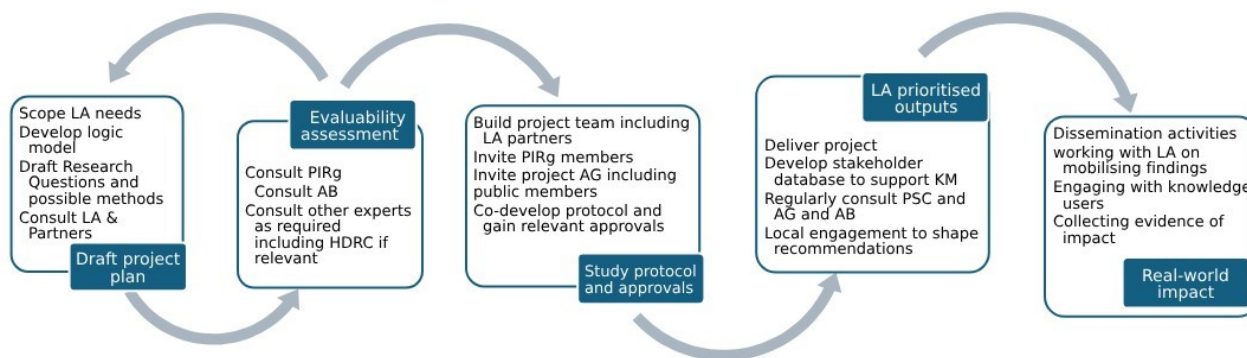 Scope LA needs
Develop logic
model
Draft Research
Questions and
possible methods
Consult LA &
Partners
Draft project
plan
Evaluability
assessment
Consult PIRg
Consult AB
Consult other experts
as required
including HDRC if
relevant
Build project team including
LA partners
Invite PIRg members
Invite project AG including
public members
Co-develop protocol and
gain relevant approvals
Study protocol
and approvals
LA prioritised
outputs
Deliver project
Develop stakeholder
database to support KM
Regularly consult PSC and
AG and AB
Local engagement to shape
recommendations
Dissemination activities
working with LA on
mobilising findings
Engaging with knowledge
users
Collecting evidence of
impact
Real-world
impact